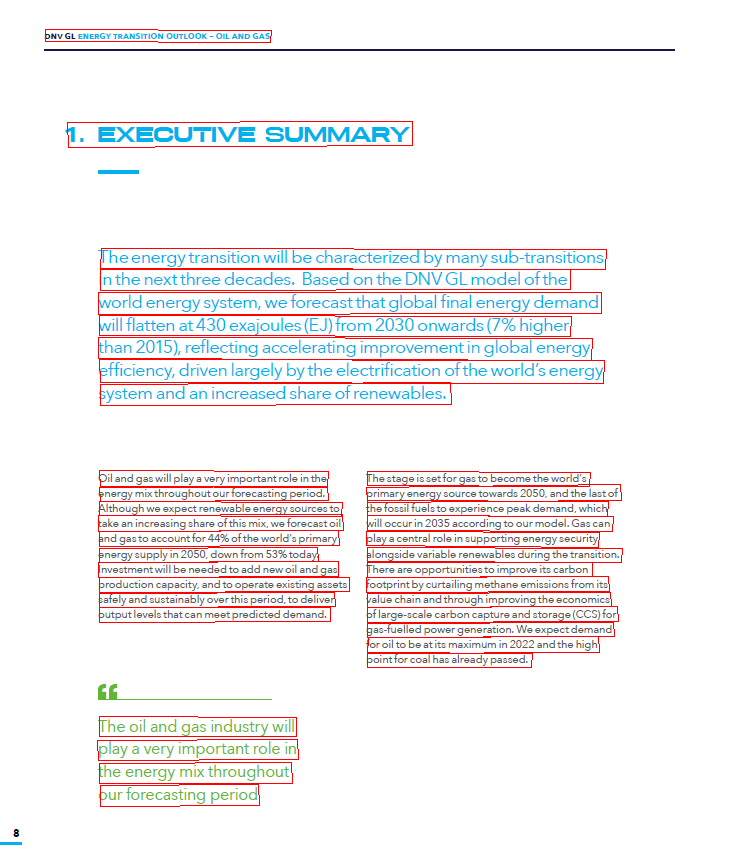 DNV GL ENERGY TRANSITION OUTLOOK – OIL AND GAS
1. EXECUTIVE SUMMARY
The energy transition will be characterized by many sub-transitions
in the next three decades. Based on the DNV GL model of the
world energy system, we forecast that global final energy demand
will flatten at 430 exajoules (EJ) from 2030 onwards (7% higher
than 2015), reflecting accelerating improvement in global energy
efficiency, driven largely by the electrification of the world's energy
system and an increased share of renewables.
Oil and gas will play a very important role in the
energy mix throughout our forecasting period.
Although we expect renewable energy sources to
take an increasing share of this mix, we forecast oil
and gas to account for 44% of the world's primary
energy supply in 2050, down from 53% today.
Investment will be needed to add new oil and gas
production capacity, and to operate existing assets
safely and sustainably over this period, to deliver
output levels that can meet predicted demand.
The stage is set for gas to become the world's
primary energy source towards 2050, and the last of
the fossil fuels to experience peak demand, which
will occur in 2035 according to our model. Gas can
play a central role in supporting energy security
alongside variable renewables during the transition.
There are opportunities to improve its carbon
footprint by curtailing methane emissions from its
value chain and through improving the economics
of large-scale carbon capture and storage (CCS) for
gas-fuelled power generation. We expect demand
for oil to be at its maximum in 2022 and the high
point for coal has already passed.
“
The oil and gas industry will
play a very important role in
the energy mix throughout
our forecasting period
8